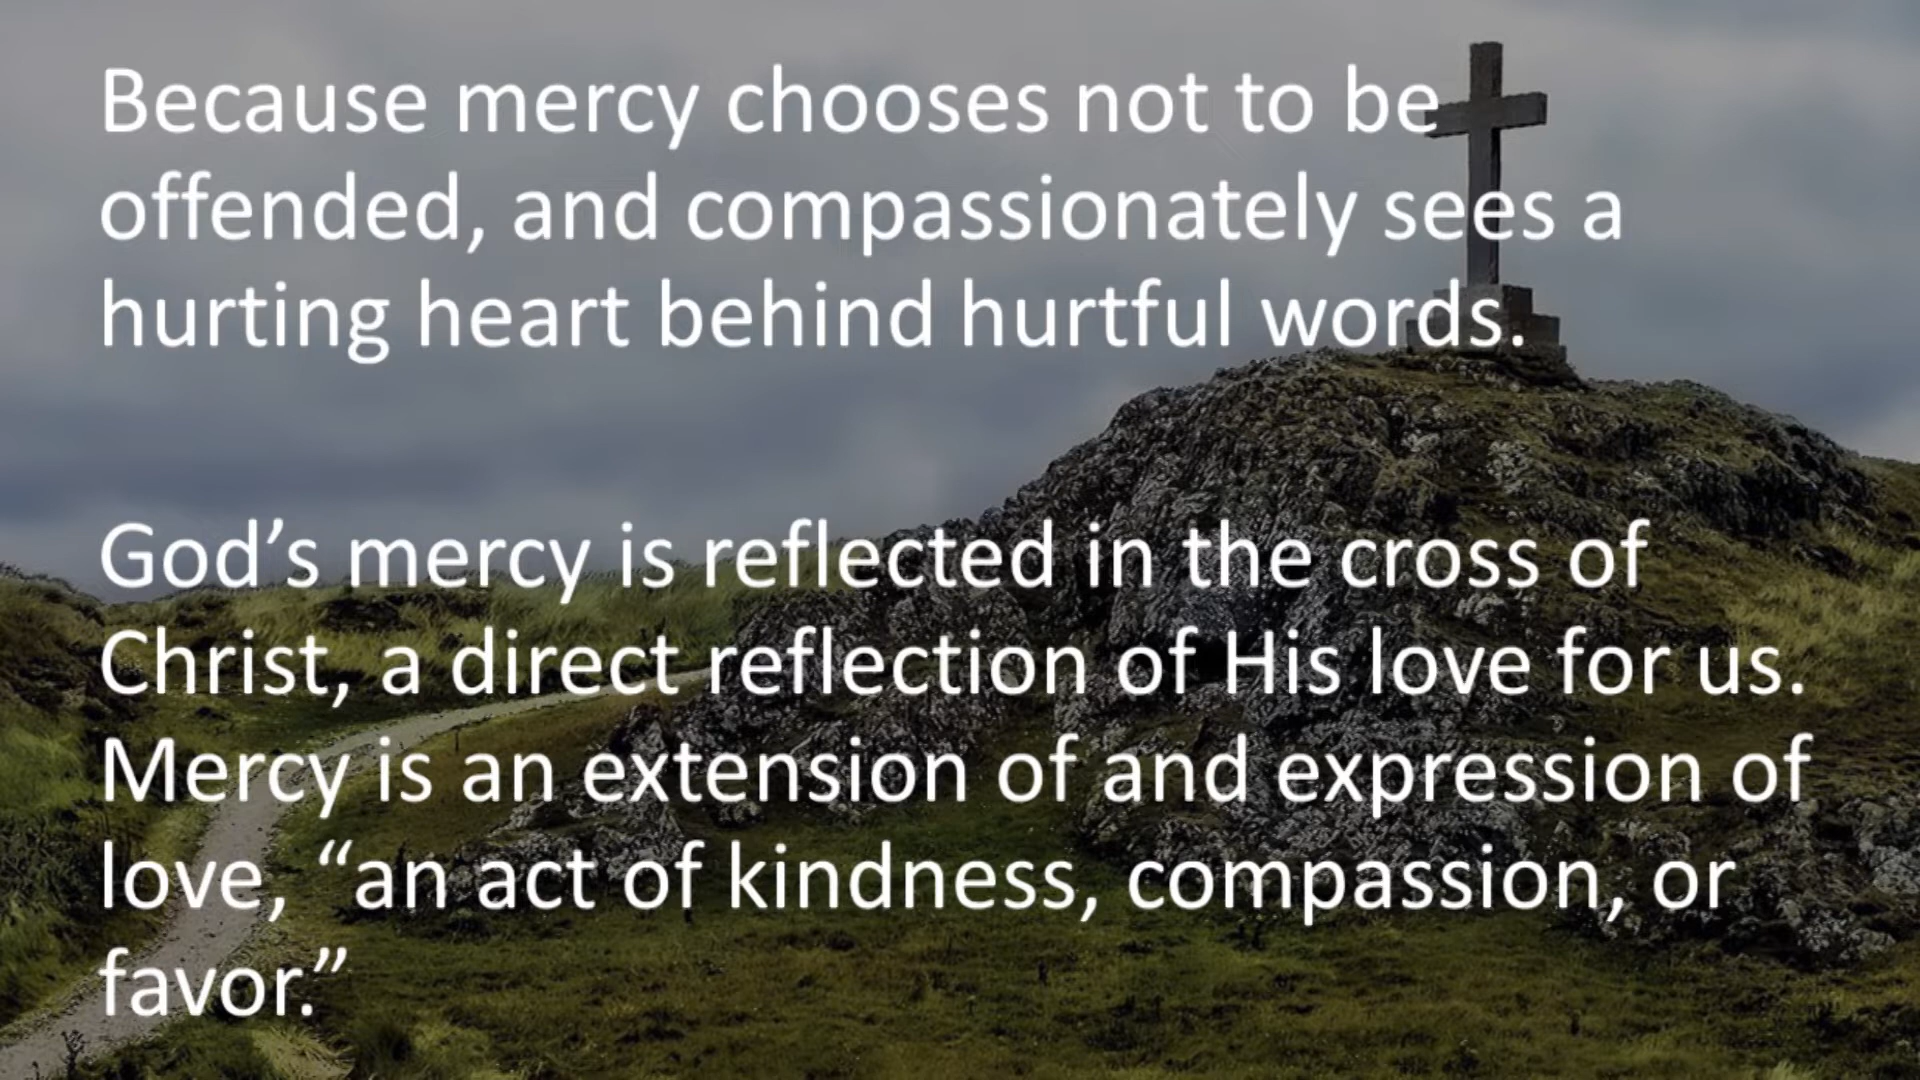 Because mercy chooses not to be
offended, and compassionately sees a
hurting heart behind hurtful words.
God’s mercy is reflected in the cross of
Christ, a direct reflection of His love for us.
Mercy is an extension of and expression of
love, “an act of kindness, compassion, or
favor.”